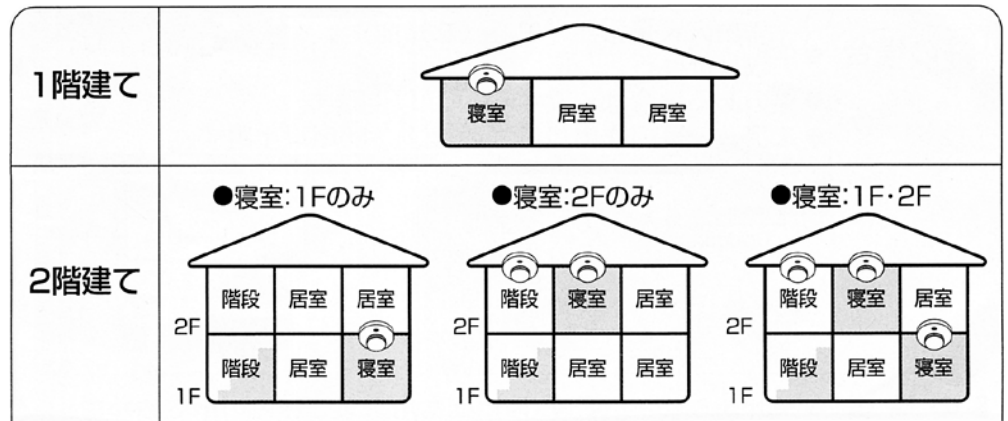 1階建て
寝室 居室 居室
2階建て
●寝室:1Fのみ
階段 居室 居室
2F
階段 居室 寝室
1F
●寝室:2Fのみ
階段 寝室 居室
2F
階段 居室 居室
1F
●寝室:1F・2F
階段 寝室 居室
2F
階段 居室 寝室
1F